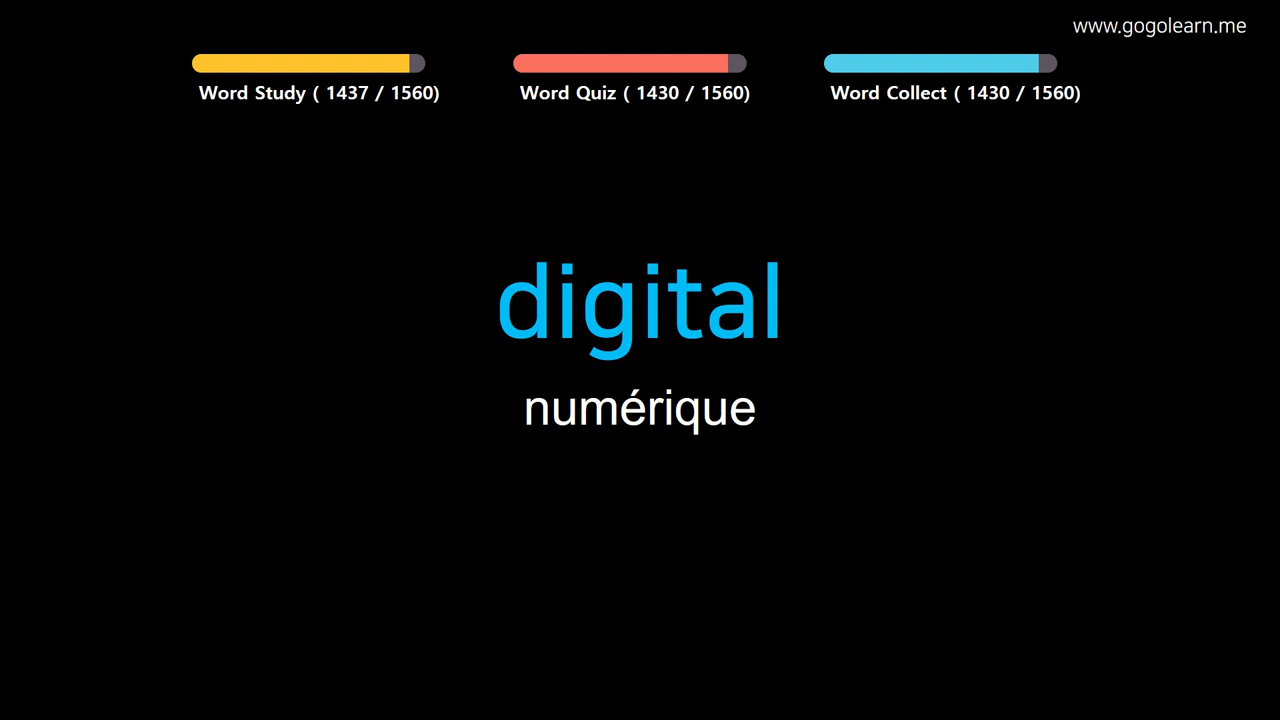 www.gogolearn.me
Word Study ( 1437 / 1560)
Word Quiz ( 1430 / 1560)
Word Collect ( 1430 / 1560)
digital
numérique